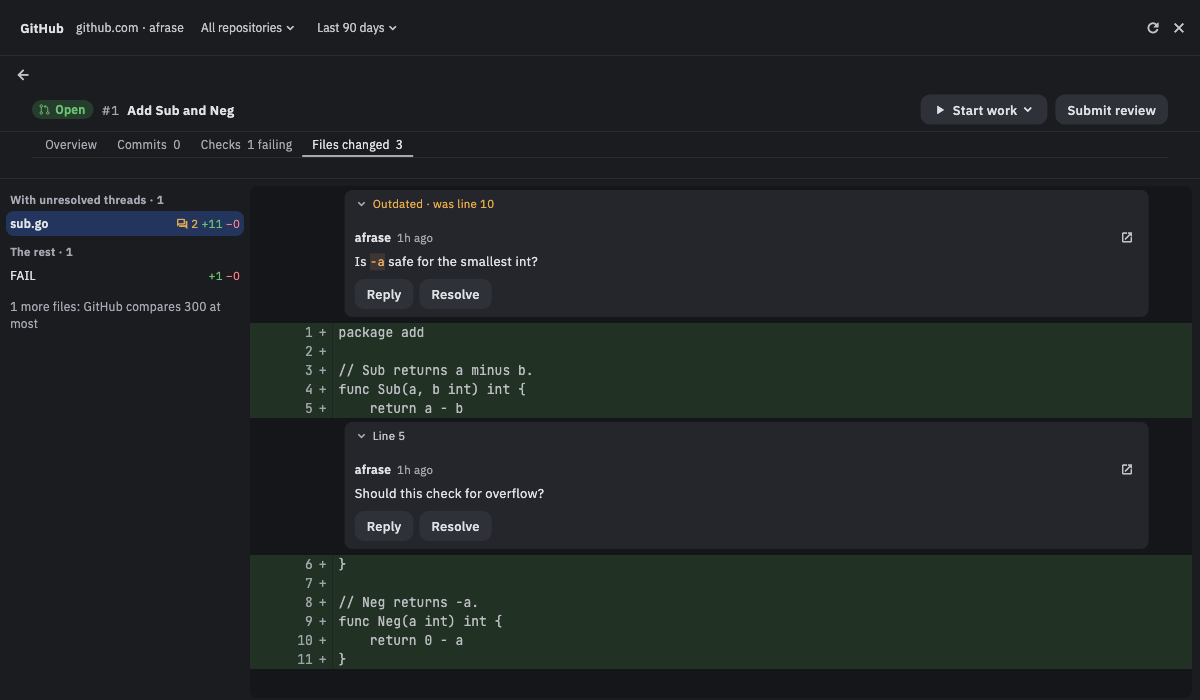 GitHub github.com · afrase All repositories Last 90 days
Open #1 Add Sub and Neg Start work Submit review
Overview Commits 0 Checks 1 failing Files changed 3
With unresolved threads · 1
sub.go 2 +11 −0
The rest · 1
FAIL +1 −0
1 more files: GitHub compares 300 at
most
Outdated · was line 10
afrase 1h ago
Is -a safe for the smallest int?
Reply Resolve
1 + package add
2 +
3 + // Sub returns a minus b.
4 + func Sub(a, b int) int {
5 + return a - b
Line 5
afrase 1h ago
Should this check for overflow?
Reply Resolve
6 + }
7 +
8 + // Neg returns -a.
9 + func Neg(a int) int {
10 + return 0 - a
11 + }